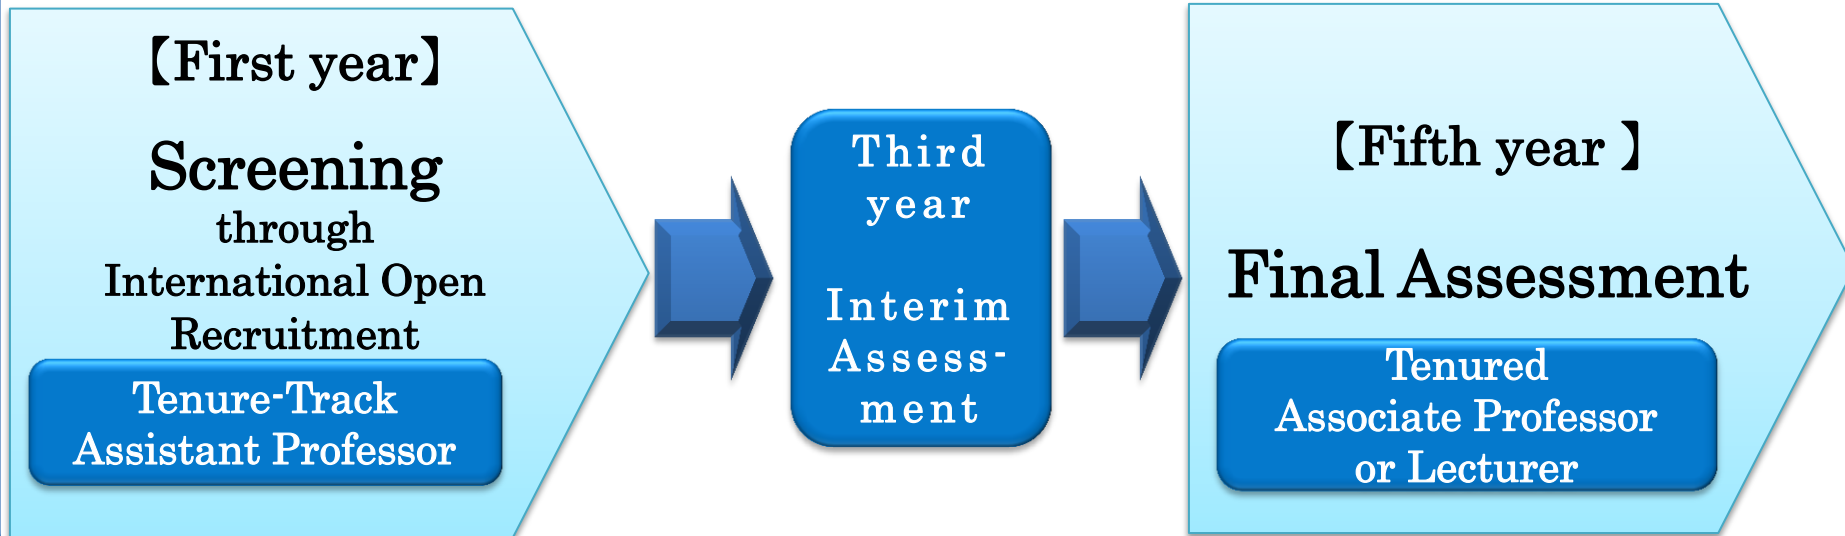 【First year】
Screening
through
International Open
Recruitment
Tenure-Track
Assistant Professor
Third
year
Interim
Assess-
ment
【Fifth year 】
Final Assessment
Tenured
Associate Professor
or Lecturer